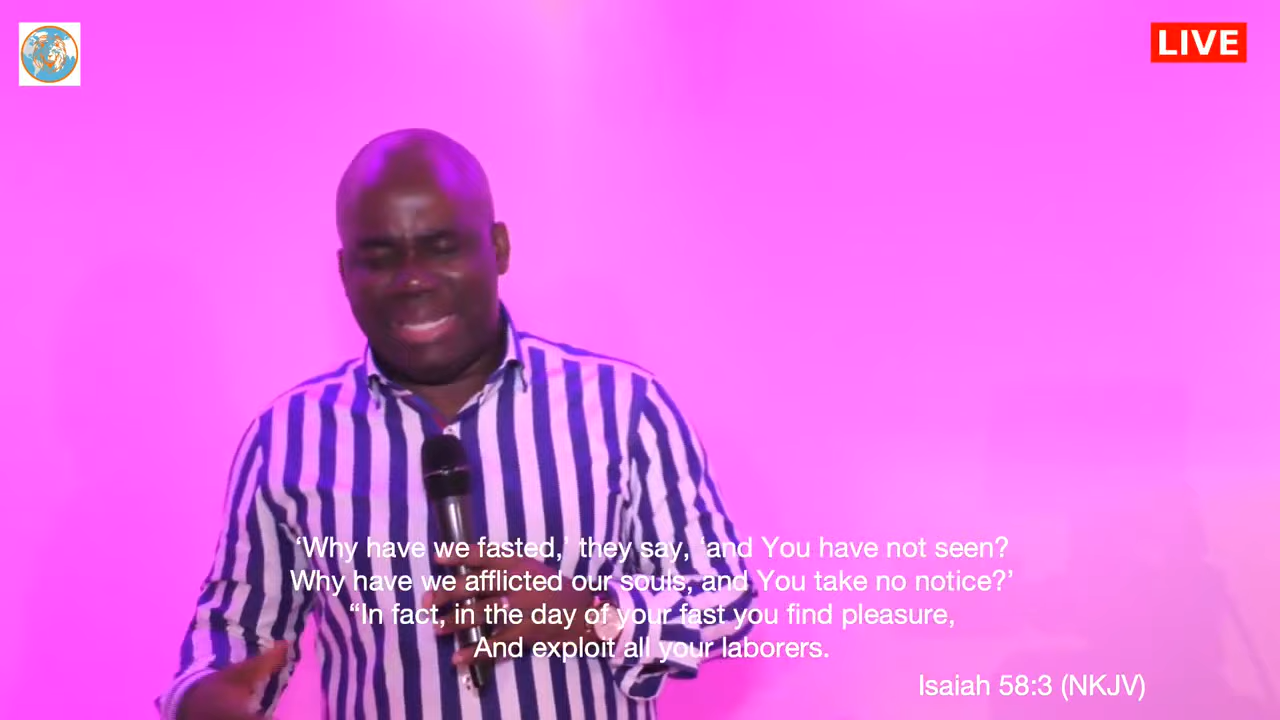 LIVE
‘Why have we fasted,’ they say, ‘and You have not seen?
Why have we afflicted our souls, and You take no notice?’
“In fact, in the day of your fast you find pleasure,
And exploit all your laborers.
Isaiah 58:3 (NKJV)